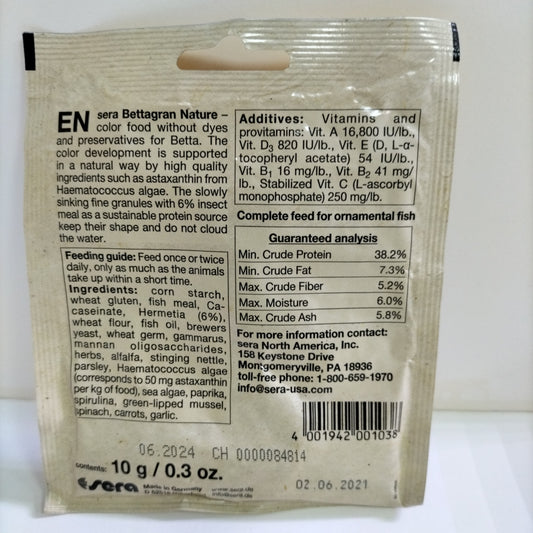 EN sera Bettagran Nature –
color food without dyes
and preservatives for Betta. The
color development is supported
in a natural way by high quality
ingredients such as astaxanthin from
Haematococcus algae. The slowly
sinking fine granules with 6% insect
meal as a sustainable protein source
keep their shape and do not cloud
the water.
Feeding guide: Feed once or twice
daily, only as much as the animals
take up within a short time.
Ingredients: corn starch,
wheat gluten, fish meal, Ca-
caseinate, Hermetia (6%),
wheat flour, fish oil, brewers
yeast, wheat germ, gammarus,
mannan oligosaccharides,
herbs, alfalfa, stinging nettle,
parsley, Haematococcus algae
(corresponds to 50 mg astaxanthin
per kg of food), sea algae, paprika,
spirulina, green-lipped mussel,
spinach, carrots, garlic.
Additives: Vitamins and
provitamins: Vit. A 16,800 IU/lb.,
Vit. D3 820 IU/lb., Vit. E (D, L-α-
tocopheryl acetate) 54 IU/lb.,
Vit. B1 16 mg/lb., Vit. B2 41 mg/
lb., Stabilized Vit. C (L-ascorbyl
monophosphate) 250 mg/lb.
Complete feed for ornamental fish
Guaranteed analysis
Min. Crude Protein 38.2%
Min. Crude Fat 7.3%
Max. Crude Fiber 5.2%
Max. Moisture 6.0%
Max. Crude Ash 5.8%
For more information contact:
sera North America, Inc.
158 Keystone Drive
Montgomeryville, PA 18936
toll-free phone: 1-800-659-1970
info@sera-usa.com
4 001942 001038
06.2024 CH 0000084814
contents: 10 g / 0.3 oz.
sera Made in Germany www.sera.de
info@sera.de
02.06.2021